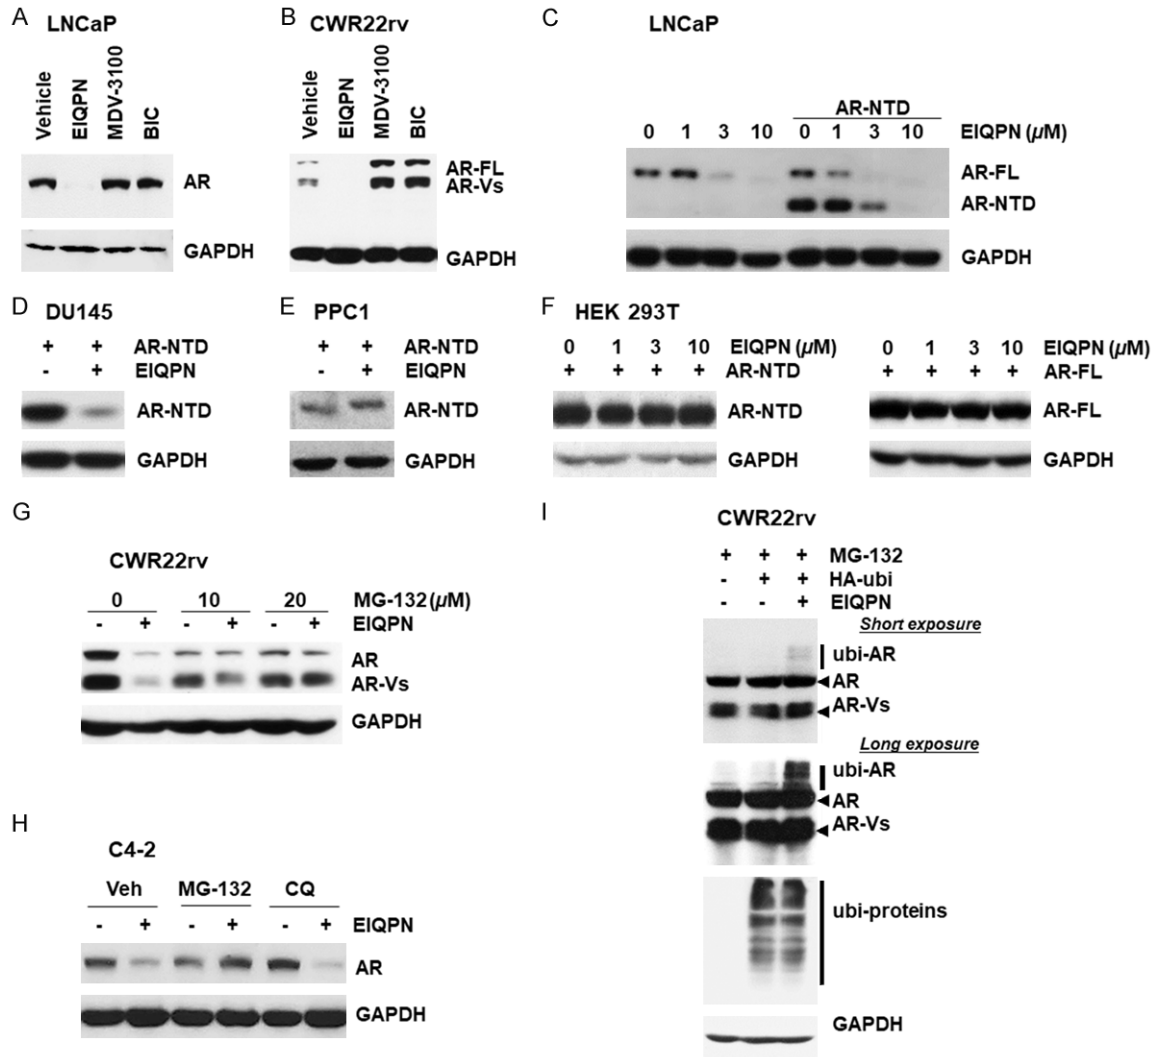 A LNCaP
Vehicle
EIQPN
MDV-3100
BIC
AR
GAPDH
B CWR22rv
Vehicle
EIQPN
MDV-3100
BIC
AR-FL
AR-Vs
GAPDH
C LNCaP
AR-NTD
0 1 3 10 0 1 3 10 EIQPN (µM)
AR-FL
AR-NTD
GAPDH
D DU145
+ + AR-NTD
- + EIQPN
AR-NTD
GAPDH
E PPC1
+ + AR-NTD
- + EIQPN
AR-NTD
GAPDH
F HEK 293T
0 1 3 10 EIQPN (µM)
+ + + + AR-NTD
AR-NTD
GAPDH
0 1 3 10 EIQPN (µM)
+ + + + AR-FL
AR-FL
GAPDH
G
CWR22rv
0 10 20 MG-132 (µM)
- + - + - + EIQPN
AR
AR-Vs
GAPDH
H
C4-2
Veh MG-132 CQ
- + - + - + EIQPN
AR
GAPDH
I
CWR22rv
+ + + MG-132
- + + HA-ubi
- - + EIQPN
Short exposure
ubi-AR
AR
AR-Vs
Long exposure
ubi-AR
AR
AR-Vs
ubi-proteins
GAPDH